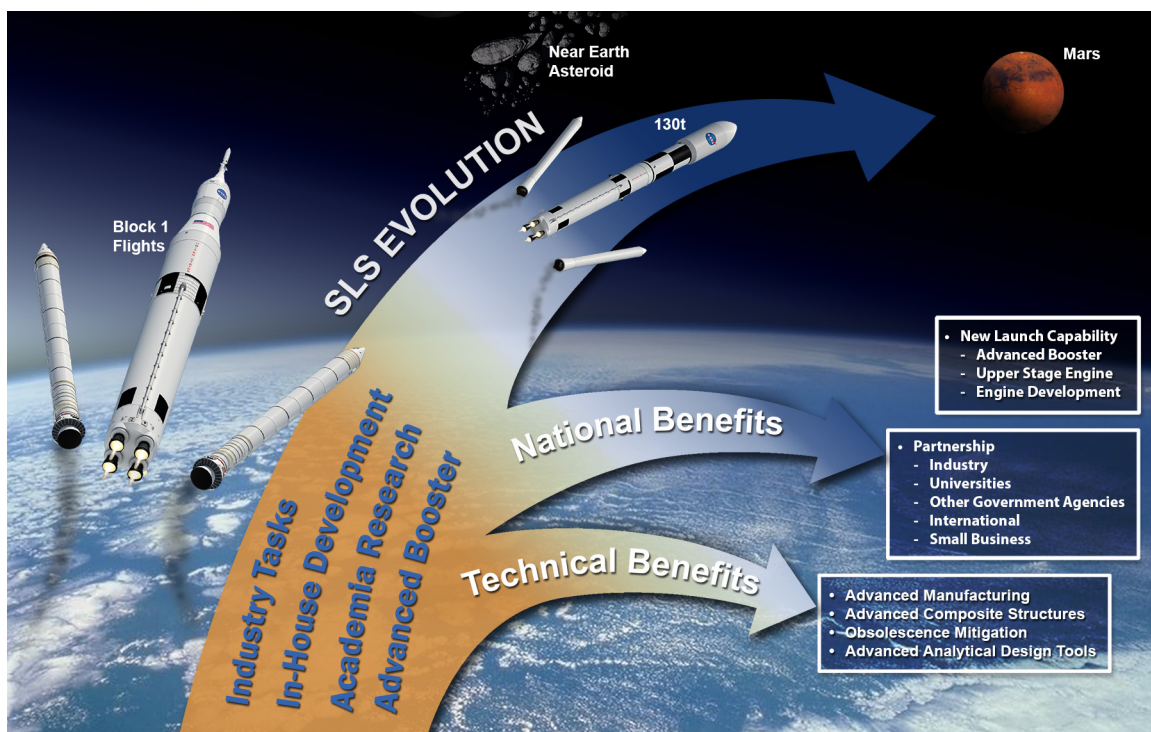 Near Earth
Asteroid
Mars
130t
SLS EVOLUTION
Block 1
Flights
• New Launch Capability
- Advanced Booster
- Upper Stage Engine
- Engine Development
National Benefits
• Partnership
- Industry
- Universities
- Other Government Agencies
- International
- Small Business
Technical Benefits
• Advanced Manufacturing
• Advanced Composite Structures
• Obsolescence Mitigation
• Advanced Analytical Design Tools
Industry Tasks
In-House Development
Academia Research
Advanced Booster